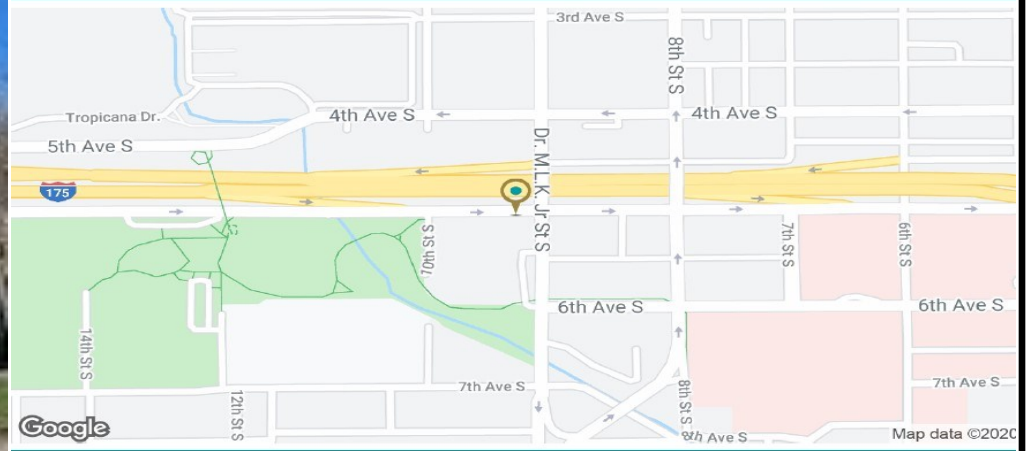 3rd Ave S
8th St S
Tropicana Dr.
4th Ave S
4th Ave S
5th Ave S
Dr. M.L.K. Jr St S
175
10th St S
7th St S
6th St S
6th Ave S
6th Ave S
14th St S
7th Ave S
7th Ave S
12th St S
8th St S
8th Ave S
Google
Map data ©2020